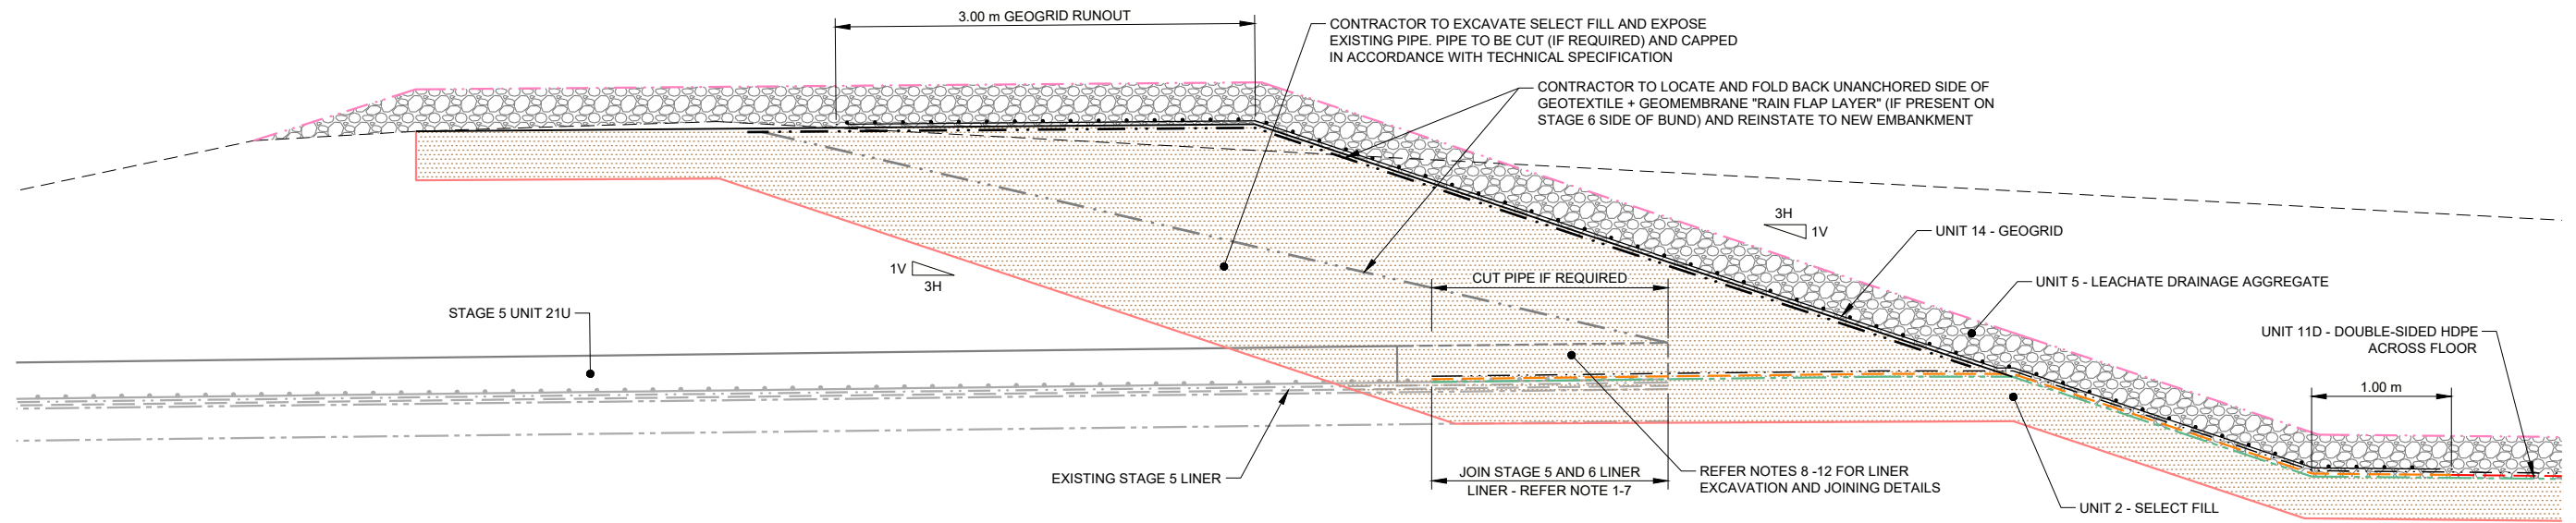 3.00 m GEOGRID RUNOUT
CONTRACTOR TO EXCAVATE SELECT FILL AND EXPOSE
EXISTING PIPE. PIPE TO BE CUT (IF REQUIRED) AND CAPPED
IN ACCORDANCE WITH TECHNICAL SPECIFICATION
CONTRACTOR TO LOCATE AND FOLD BACK UNANCHORED SIDE OF
GEOTEXTILE + GEOMEMBRANE "RAIN FLAP LAYER" (IF PRESENT ON
STAGE 6 SIDE OF BUND) AND REINSTATE TO NEW EMBANKMENT
3H
1V
UNIT 14 - GEOGRID
1V
3H
CUT PIPE IF REQUIRED
UNIT 5 - LEACHATE DRAINAGE AGGREGATE
STAGE 5 UNIT 21U
UNIT 11D - DOUBLE-SIDED HDPE
ACROSS FLOOR
1.00 m
EXISTING STAGE 5 LINER
JOIN STAGE 5 AND 6 LINER
LINER - REFER NOTE 1-7
REFER NOTES 8 -12 FOR LINER
EXCAVATION AND JOINING DETAILS
UNIT 2 - SELECT FILL